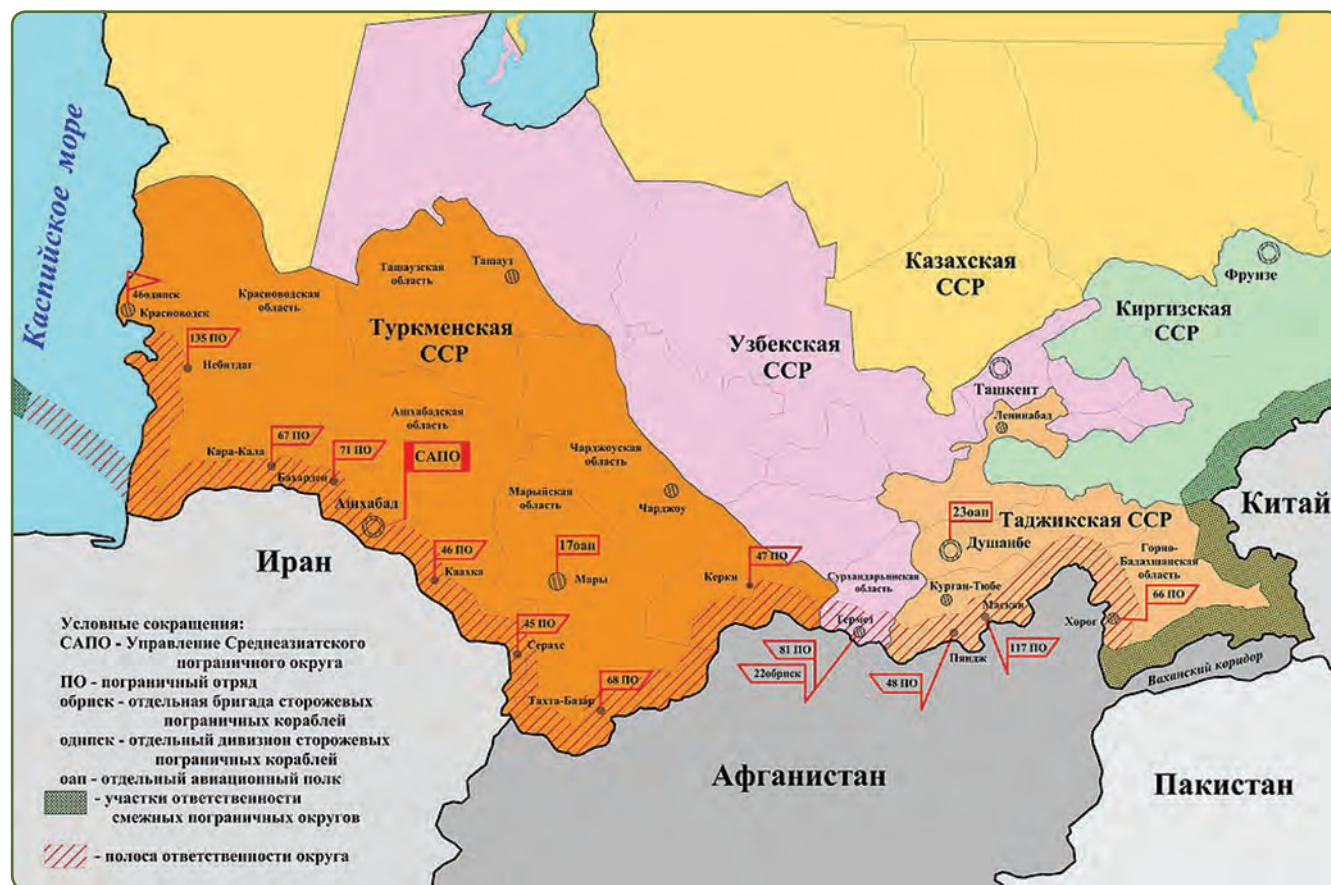 Каспийское море
Казахская
ССР
Фрунзе
Киргизская
ССР
Ташаузская
область
Ташауз
46одипск
Красноводск
Красноводская
область
Туркменская
ССР
Узбекская
ССР
Ташкент
135 ПО
Небитдаг
Ленинабад
Ашхабадская
область
67 ПО
Кара-Кала
71 ПО
Бахарден
САПО
Чарджоуская
область
Марыйская
область
Чарджоу
Китай
Ашхабад
23оап
Таджикская ССР
Душанбе
Иран
46 ПО
Каахка
17оап
Мары
47 ПО
Керки
Сурхандарьинская
область
Курган-Тюбе
Горно-
Бадахшанская
область
66 ПО
Хорог
Термез
45 ПО
Серахс
81 ПО
22обрпск
48 ПО
Пяндж
117 ПО
68 ПО
Тахта-Базар
Ваханский коридор
Афганистан
Пакистан
Условные сокращения:
САПО - Управление Среднеазиатского
пограничного округа
ПО - пограничный отряд
обрпск - отдельная бригада сторожевых
пограничных кораблей
одипск - отдельный дивизион сторожевых
пограничных кораблей
оап - отдельный авиационный полк
- участки ответственности
смежных пограничных округов
- полоса ответственности округа